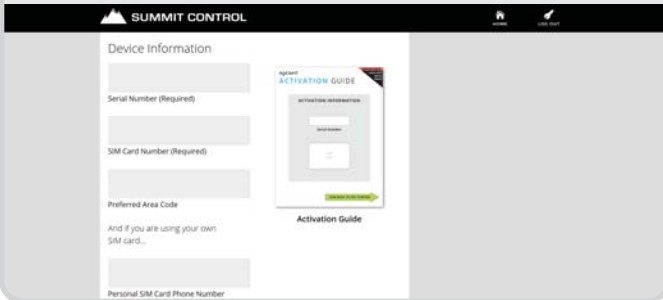 SUMMIT CONTROL
HOME
LOG OUT
Device Information
Serial Number (Required)
SIM Card Number (Required)
Preferred Area Code
And if you are using your own
SIM card...
Personal SIM Card Phone Number
ACTIVATION GUIDE
ACTIVATION INFORMATION
Serial Number
Activation Guide